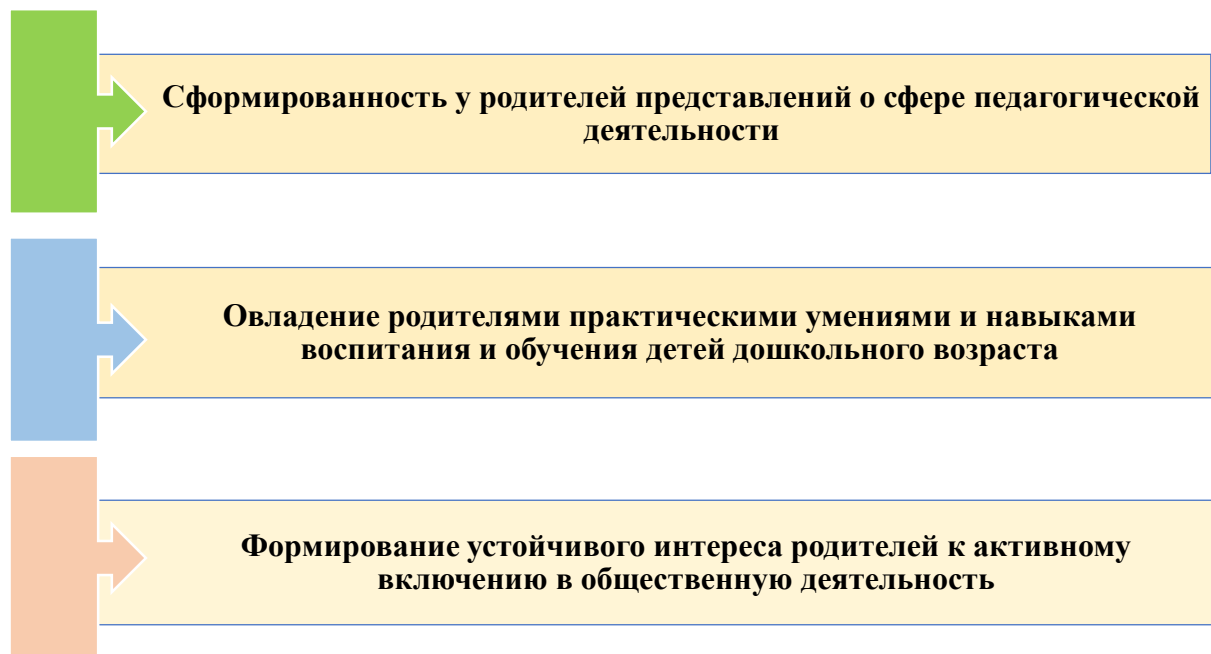 Сформированность у родителей представлений о сфере педагогической
деятельности
Овладение родителями практическими умениями и навыками
воспитания и обучения детей дошкольного возраста
Формирование устойчивого интереса родителей к активному
включению в общественную деятельность